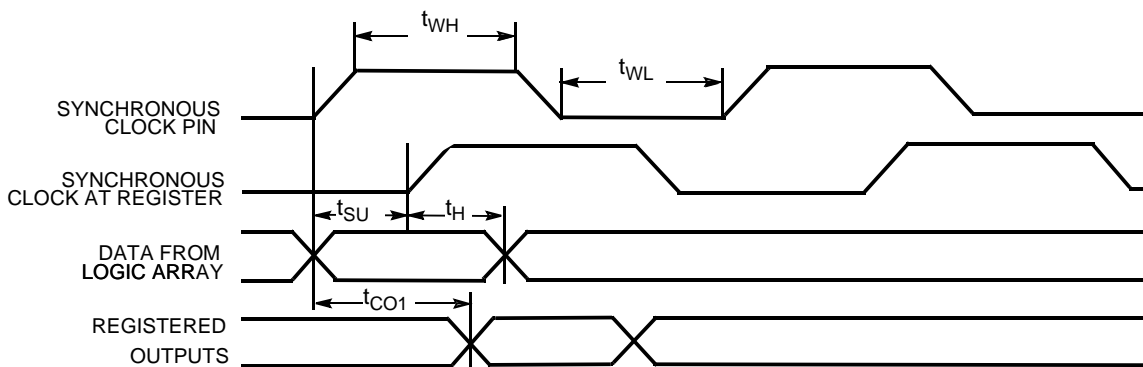 tWH
tWL
SYNCHRONOUS
CLOCK PIN
SYNCHRONOUS
CLOCK AT REGISTER
tSU
tH
DATA FROM
LOGIC ARRAY
tCO1
REGISTERED
OUTPUTS